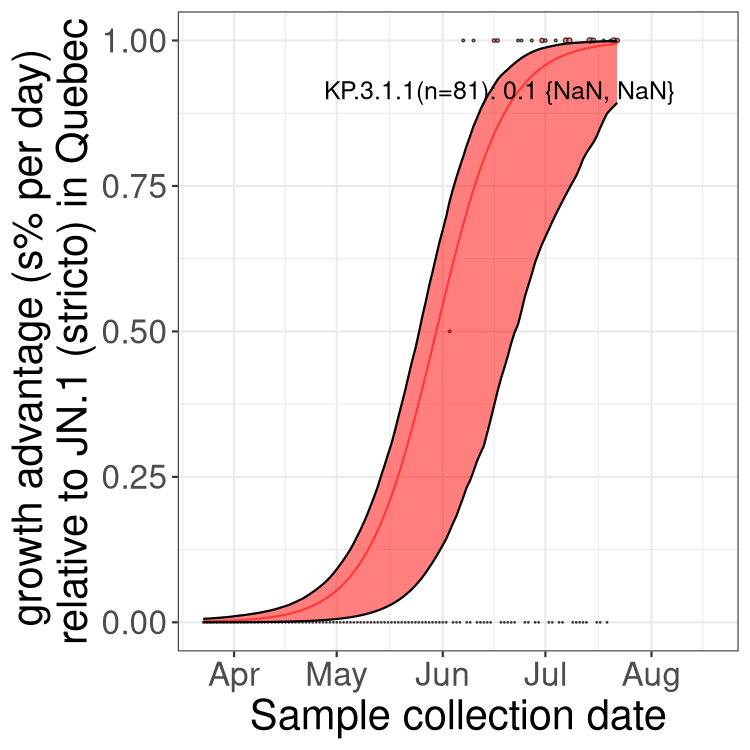 growth advantage (s% per day)
relative to JN.1 (stricto) in Quebec
1.00
0.75
0.50
0.25
0.00
KP.3.1.1(n=81): 0.1 {NaN, NaN}
Apr May Jun Jul Aug
Sample collection date